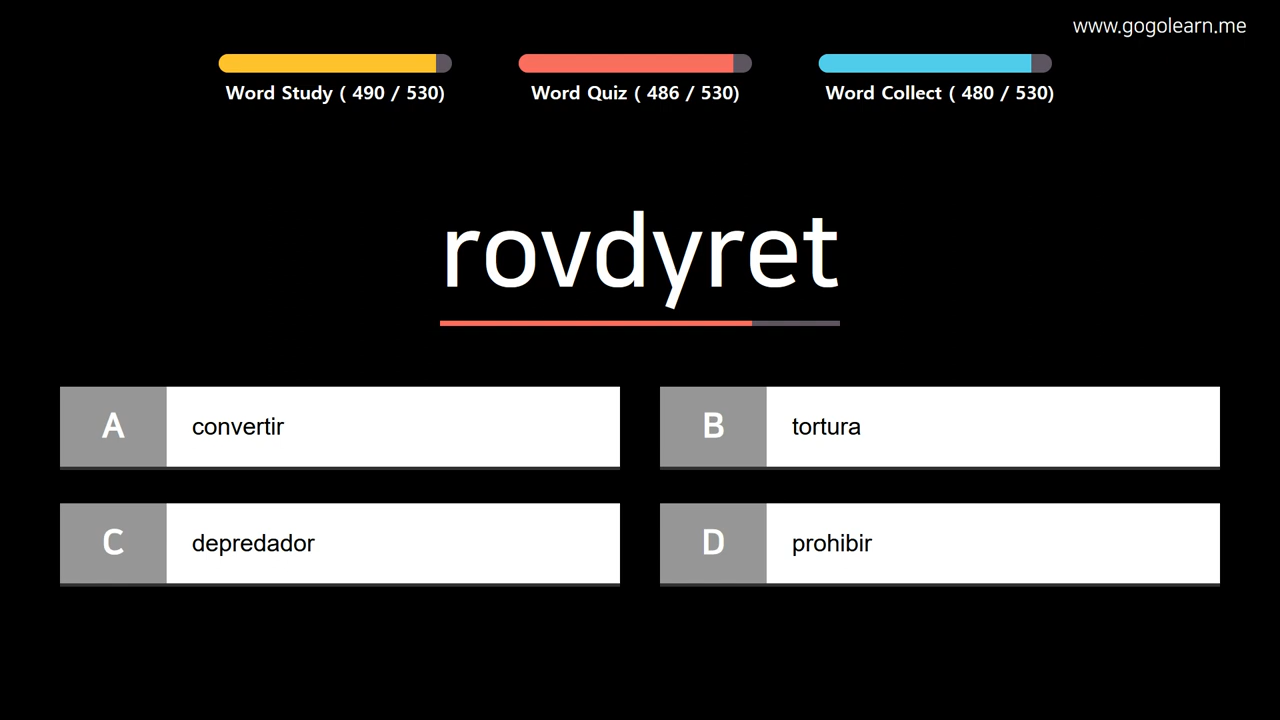 www.gogolearn.me
Word Study ( 490 / 530)
Word Quiz ( 486 / 530)
Word Collect ( 480 / 530)
rovdyret
A convertir
B tortura
C depredador
D prohibir